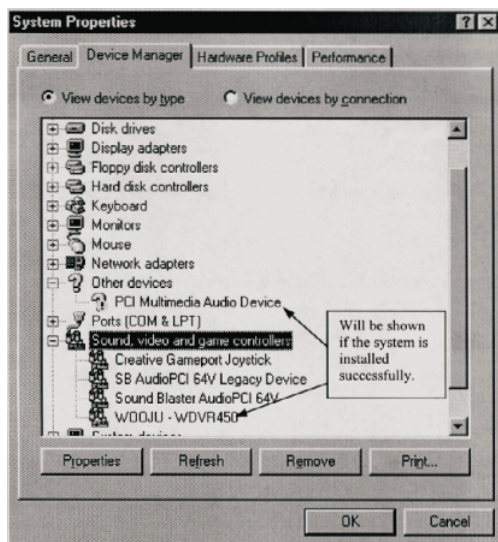 System Properties
General Device Manager Hardware Profiles Performance
View devices by type View devices by connection
Disk drives
Display adapters
Floppy disk controllers
Hard disk controllers
Keyboard
Monitors
Mouse
Network adapters
Other devices
PCI Multimedia Audio Device
Ports (COM & LPT)
Sound, video and game controllers
Creative Gameport Joystick
SB AudioPCI 64V Legacy Device
Sound Blaster AudioPCI 64V
WOOJU - WDVR450
System devices
Will be shown
if the system is
installed
successfully.
Properties Refresh Remove Print...
OK Cancel